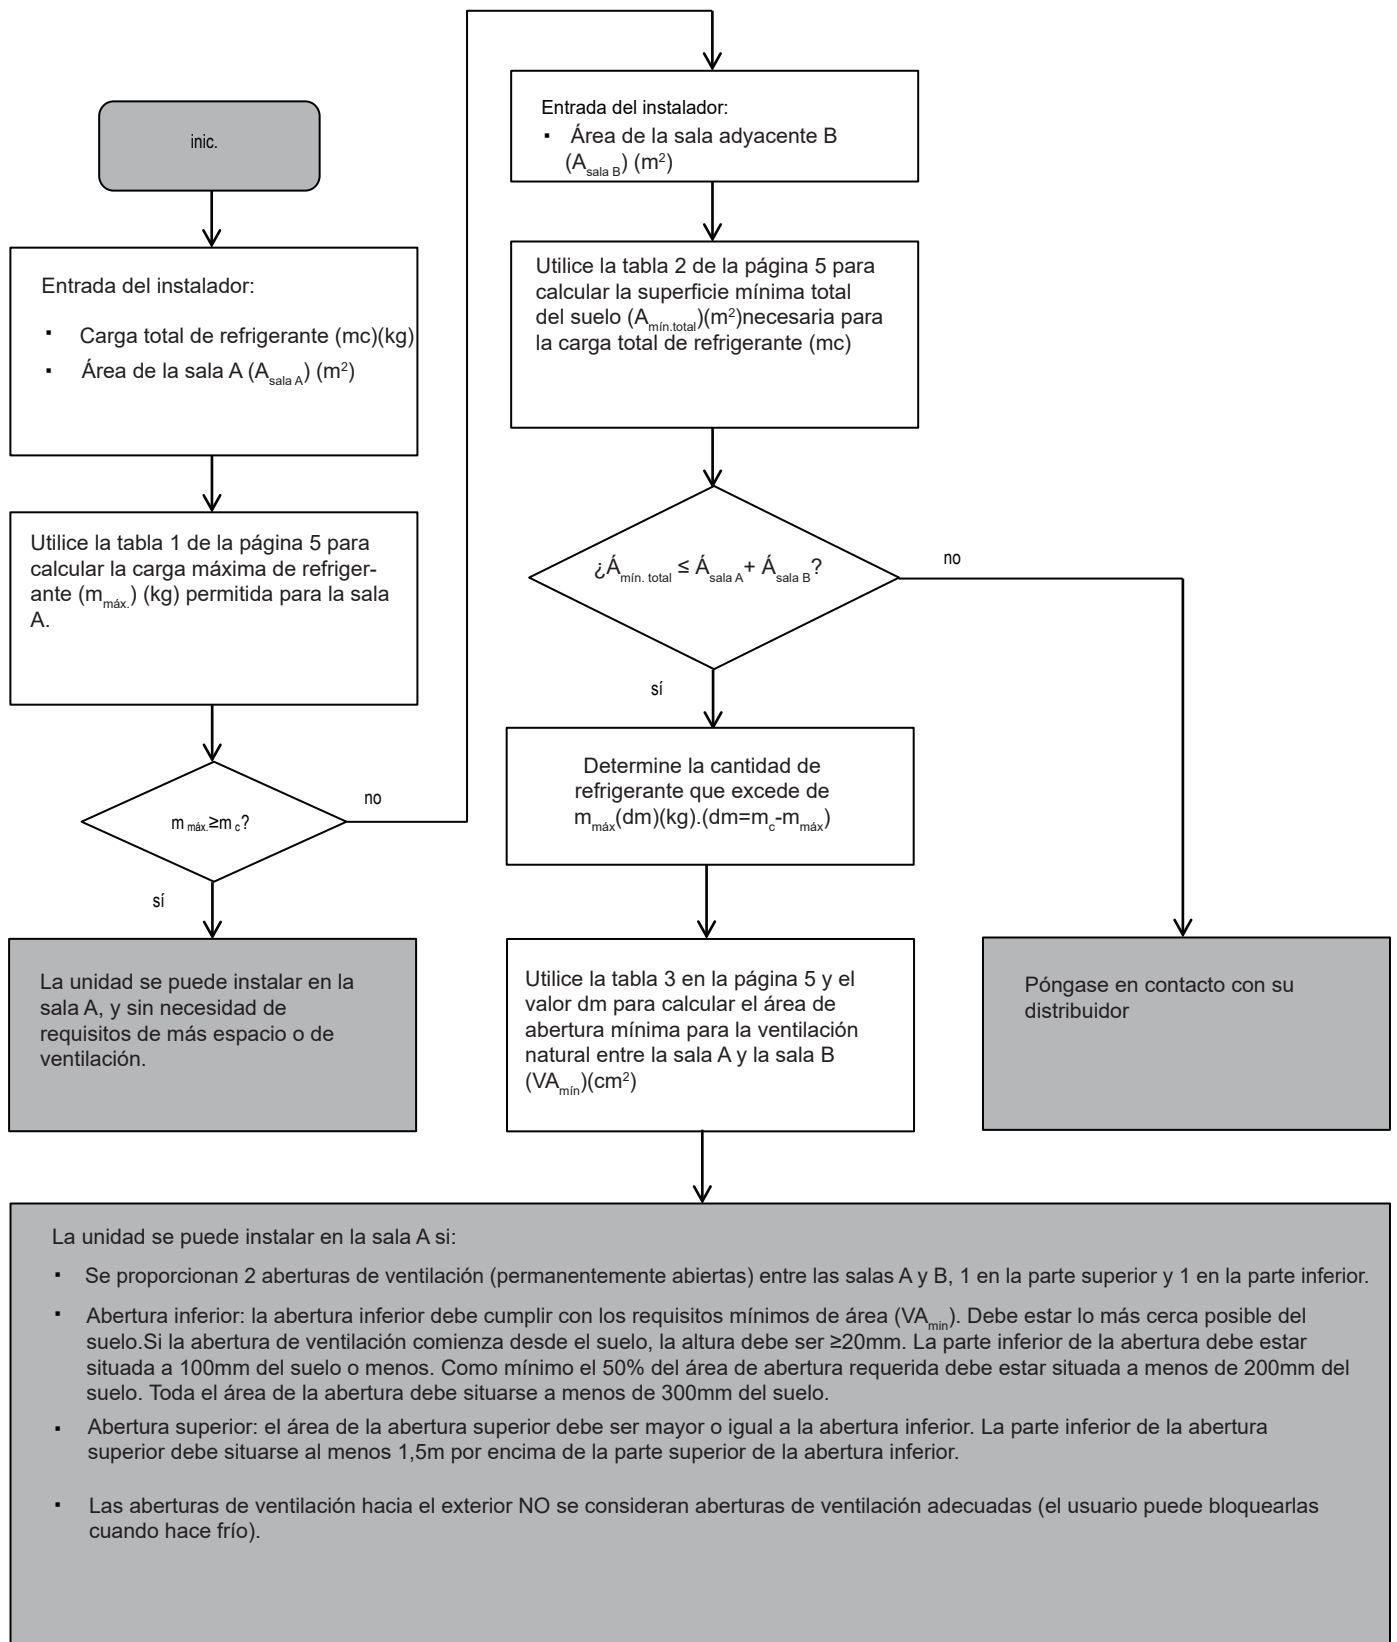 inic.
Entrada del instalador:
▪ Carga total de refrigerante (mc)(kg)
▪ Área de la sala A (A sala A) (m²)
Utilice la tabla 1 de la página 5 para
calcular la carga máxima de refriger-
ante (m máx.) (kg) permitida para la sala
A.
m máx.≥m c?
no
sí
La unidad se puede instalar en la
sala A, y sin necesidad de
requisitos de más espacio o de
ventilación.
Entrada del instalador:
▪ Área de la sala adyacente B
(A sala B) (m²)
Utilice la tabla 2 de la página 5 para
calcular la superficie mínima total
del suelo (A mín.total)(m²)necesaria para
la carga total de refrigerante (mc)
¿Á mín. total ≤ Á sala A+ Á sala B?
no
sí
Determine la cantidad de
refrigerante que excede de
m máx(dm)(kg).(dm=m c-m máx)
Utilice la tabla 3 en la página 5 y el
valor dm para calcular el área de
abertura mínima para la ventilación
natural entre la sala A y la sala B
(VA mín)(cm²)
Póngase en contacto con su
distribuidor
La unidad se puede instalar en la sala A si:
▪ Se proporcionan 2 aberturas de ventilación (permanentemente abiertas) entre las salas A y B, 1 en la parte superior y 1 en la parte inferior.
▪ Abertura inferior: la abertura inferior debe cumplir con los requisitos mínimos de área (VA min). Debe estar lo más cerca posible del
suelo.Si la abertura de ventilación comienza desde el suelo, la altura debe ser ≥20mm. La parte inferior de la abertura debe estar
situada a 100mm del suelo o menos. Como mínimo el 50% del área de abertura requerida debe estar situada a menos de 200mm del
suelo. Toda el área de la abertura debe situarse a menos de 300mm del suelo.
▪ Abertura superior: el área de la abertura superior debe ser mayor o igual a la abertura inferior. La parte inferior de la abertura
superior debe situarse al menos 1,5m por encima de la parte superior de la abertura inferior.
▪ Las aberturas de ventilación hacia el exterior NO se consideran aberturas de ventilación adecuadas (el usuario puede bloquearlas
cuando hace frío).